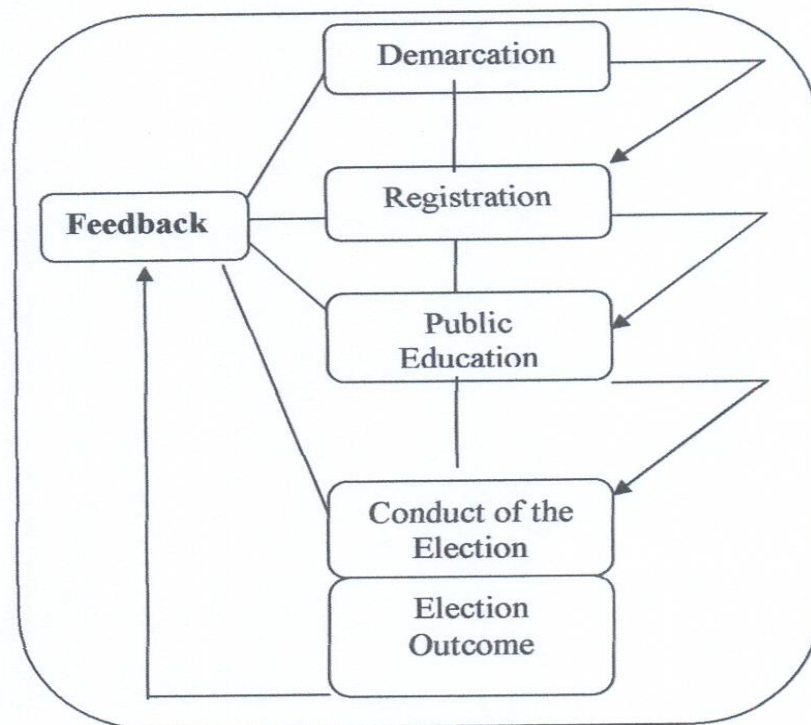 Demarcation
Registration
Feedback
Public
Education
Conduct of the
Election
Election
Outcome